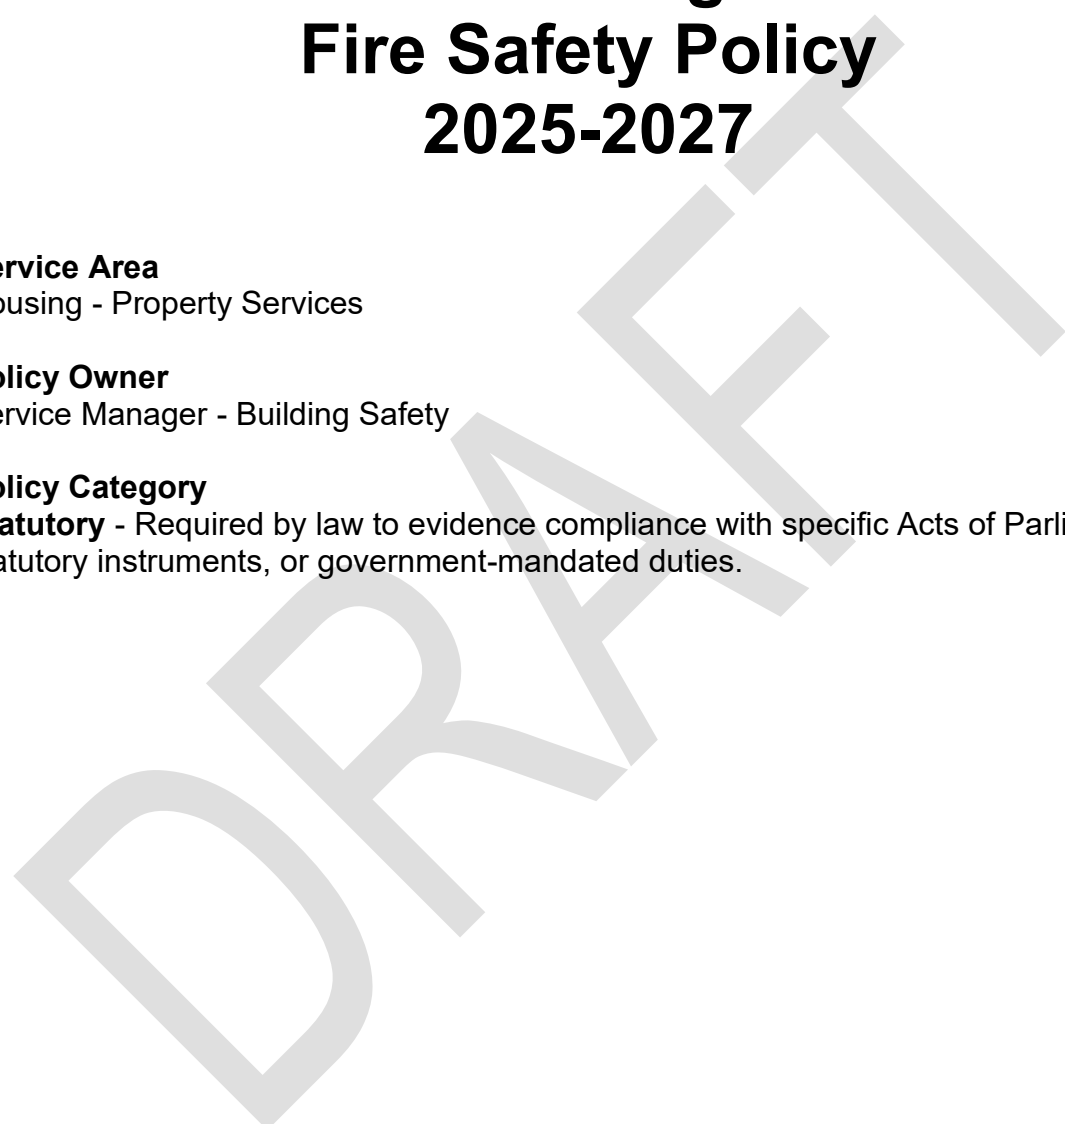 Fire Safety Policy
2025-2027
ervice Area
ousing - Property Services
olicy Owner
ervice Manager - Building Safety
olicy Category
atutory - Required by law to evidence compliance with specific Acts of Parli
atutory instruments, or government-mandated duties.
DRAFT